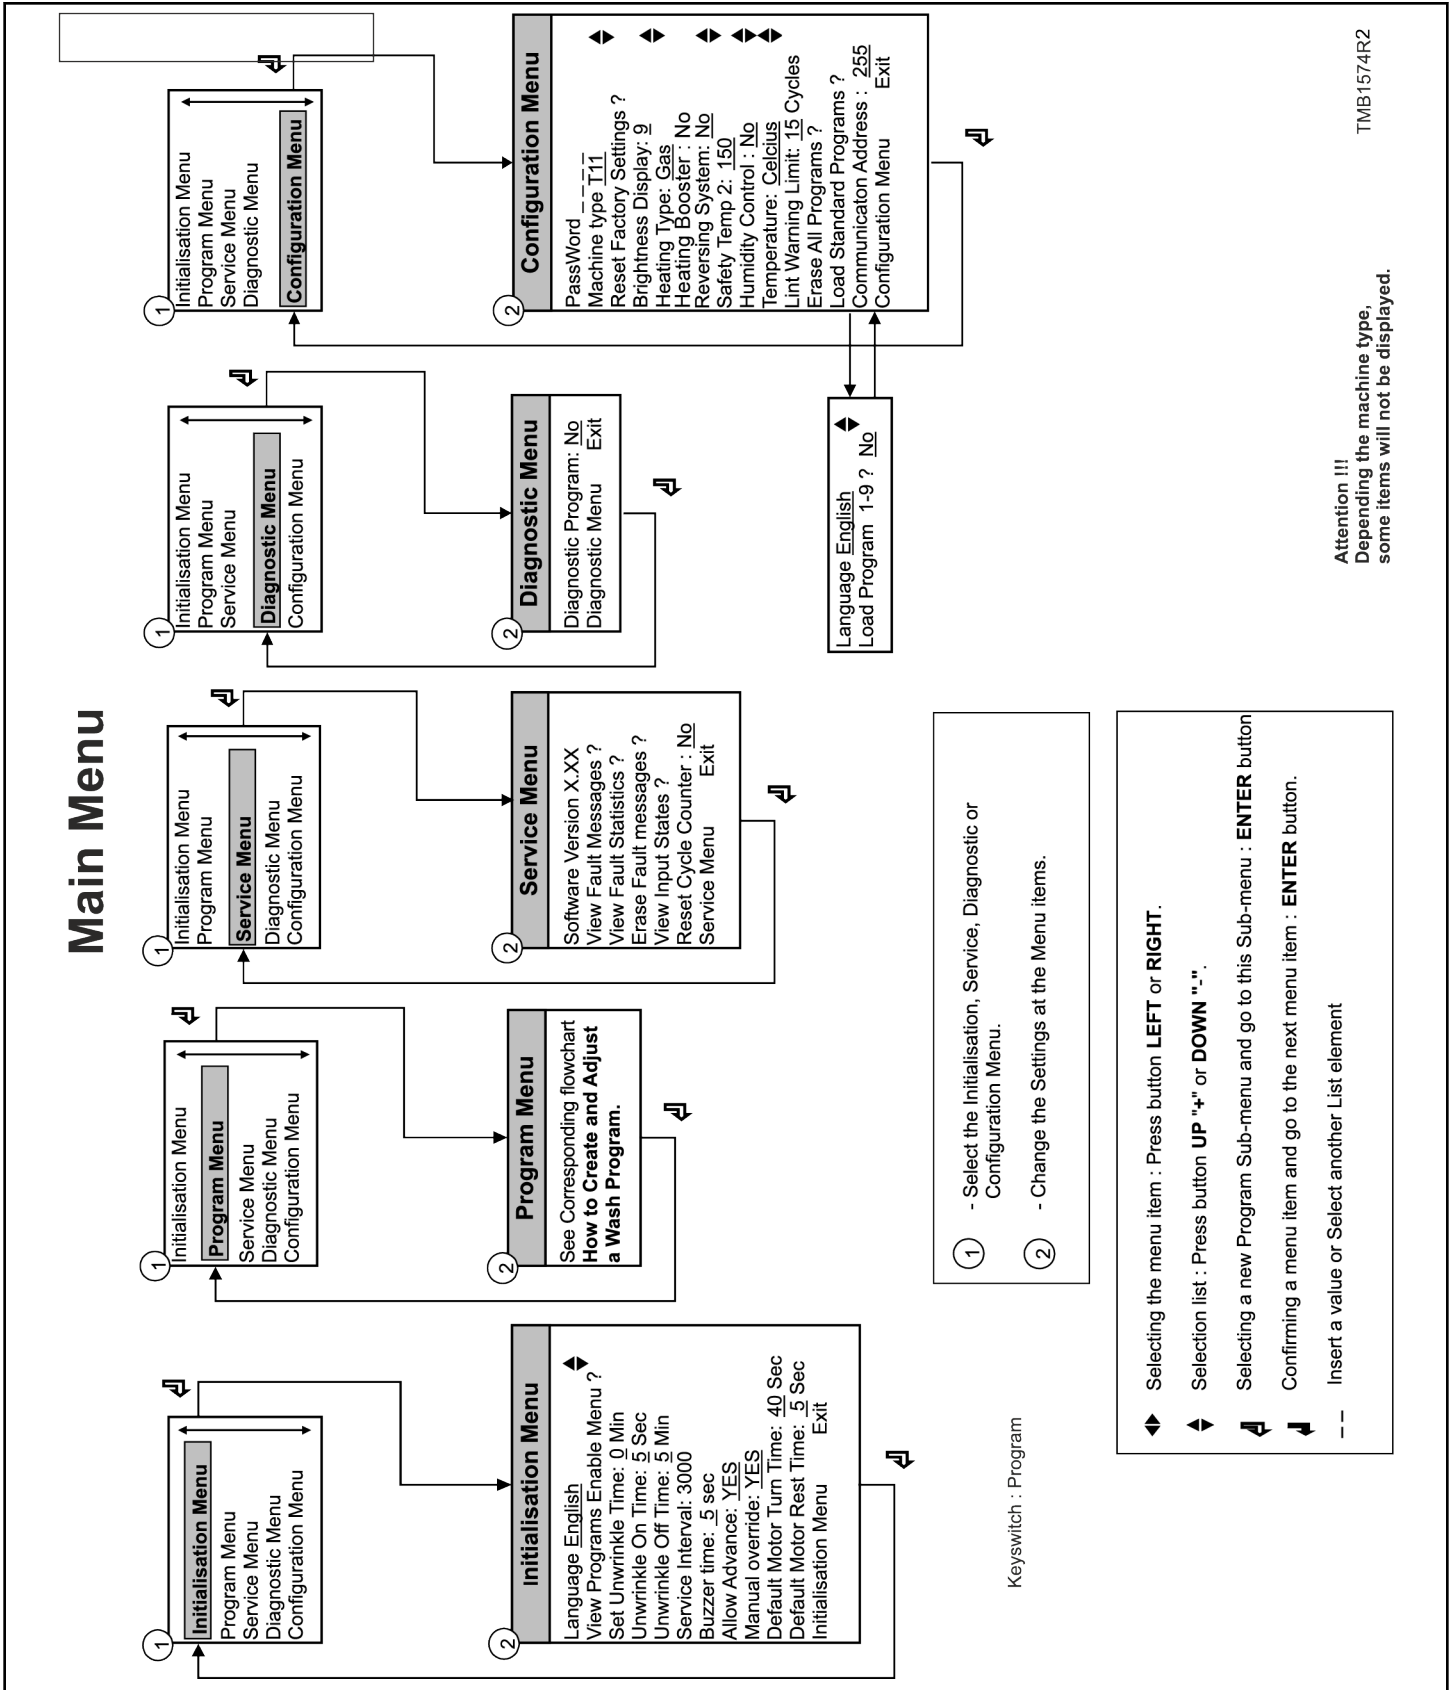 Main Menu
1
Initialisation Menu
Program Menu
Service Menu
Diagnostic Menu
Configuration Menu
2
Initialisation Menu
Language English
View Programs Enable Menu ?
Set Unwrinkle Time: 0 Min
Unwrinkle On Time: 5 Sec
Unwrinkle Off Time: 5 Min
Service Interval: 3000
Buzzer time: 5 sec
Allow Advance: YES
Manual override: YES
Default Motor Turn Time: 40 Sec
Default Motor Rest Time: 5 Sec
Initialisation Menu Exit
1
Initialisation Menu
Program Menu
Service Menu
Diagnostic Menu
Configuration Menu
2
Program Menu
See Corresponding flowchart
How to Create and Adjust
a Wash Program.
1
Initialisation Menu
Program Menu
Service Menu
Diagnostic Menu
Configuration Menu
2
Service Menu
Software Version X.XX
View Fault Messages ?
View Fault Statistics ?
Erase Fault messages ?
View Input States ?
Reset Cycle Counter : No
Service Menu Exit
1
Initialisation Menu
Program Menu
Service Menu
Diagnostic Menu
Configuration Menu
2
Diagnostic Menu
Diagnostic Program: No
Diagnostic Menu Exit
1
Initialisation Menu
Program Menu
Service Menu
Diagnostic Menu
Configuration Menu
2
Configuration Menu
PassWord _ _ _ _
Machine type T11
Reset Factory Settings ?
Brightness Display: 9
Heating Type: Gas
Heating Booster : No
Reversing System: No
Safety Temp 2: 150
Humidity Control : No
Temperature: Celcius
Lint Warning Limit: 15 Cycles
Erase All Programs ?
Load Standard Programs ?
Communicaton Address : 255
Configuration Menu Exit
Language English
Load Program 1-9 ? No
1 - Select the Initialisation, Service, Diagnostic or
Configuration Menu.
2 - Change the Settings at the Menu items.
Keyswitch : Program
Selecting the menu item : Press button LEFT or RIGHT.
Selection list : Press button UP "+" or DOWN "-".
Selecting a new Program Sub-menu and go to this Sub-menu : ENTER button
Confirming a menu item and go to the next menu item : ENTER button.
_ _ Insert a value or Select another List element
Attention !!!
Depending the machine type,
some items will not be displayed.
TMB1574R2